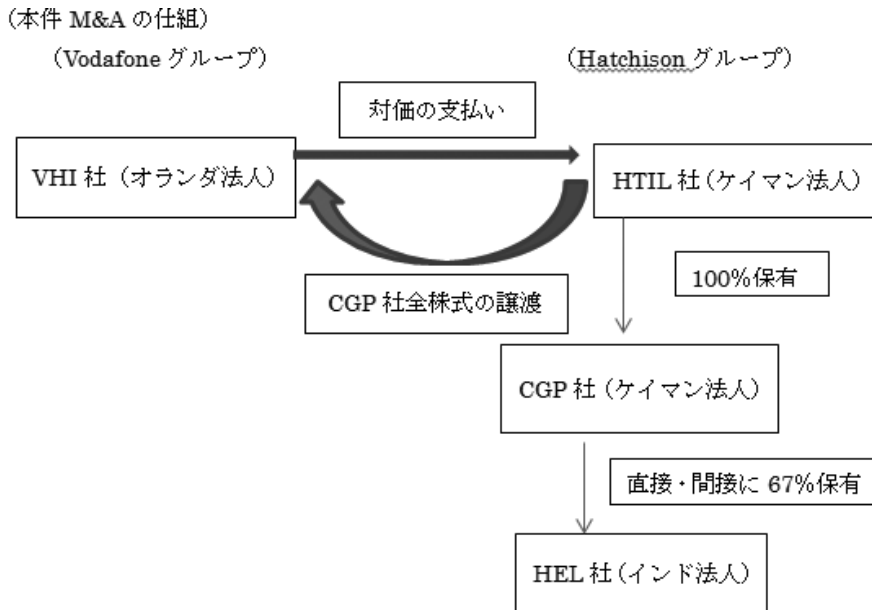 (本件 M&A の仕組)
(Vodafone グループ)
(Hatchison グループ)
対価の支払い
VHI 社 (オランダ法人)
HTIL 社(ケイマン法人)
100%保有
CGP 社全株式の譲渡
CGP 社(ケイマン法人)
直接・間接に 67%保有
HEL 社(インド法人)